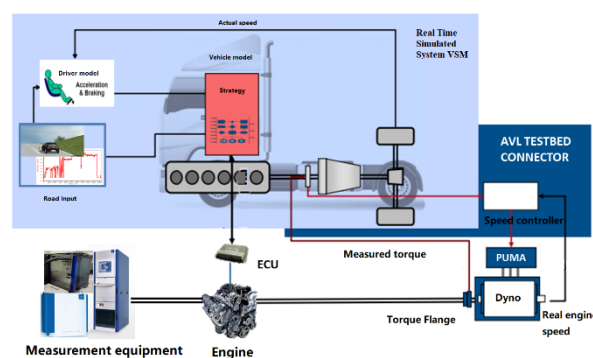 Actual speed
Real Time
Simulated
System VSM
Vehicle model
Driver model
Acceleration
& Braking
Strategy
Road input
AVL TESTBED
CONNECTOR
Speed controller
Measured torque
ECU
PUMA
Dyno
Torque Flange
Real engine
speed
Measurement equipment
Engine